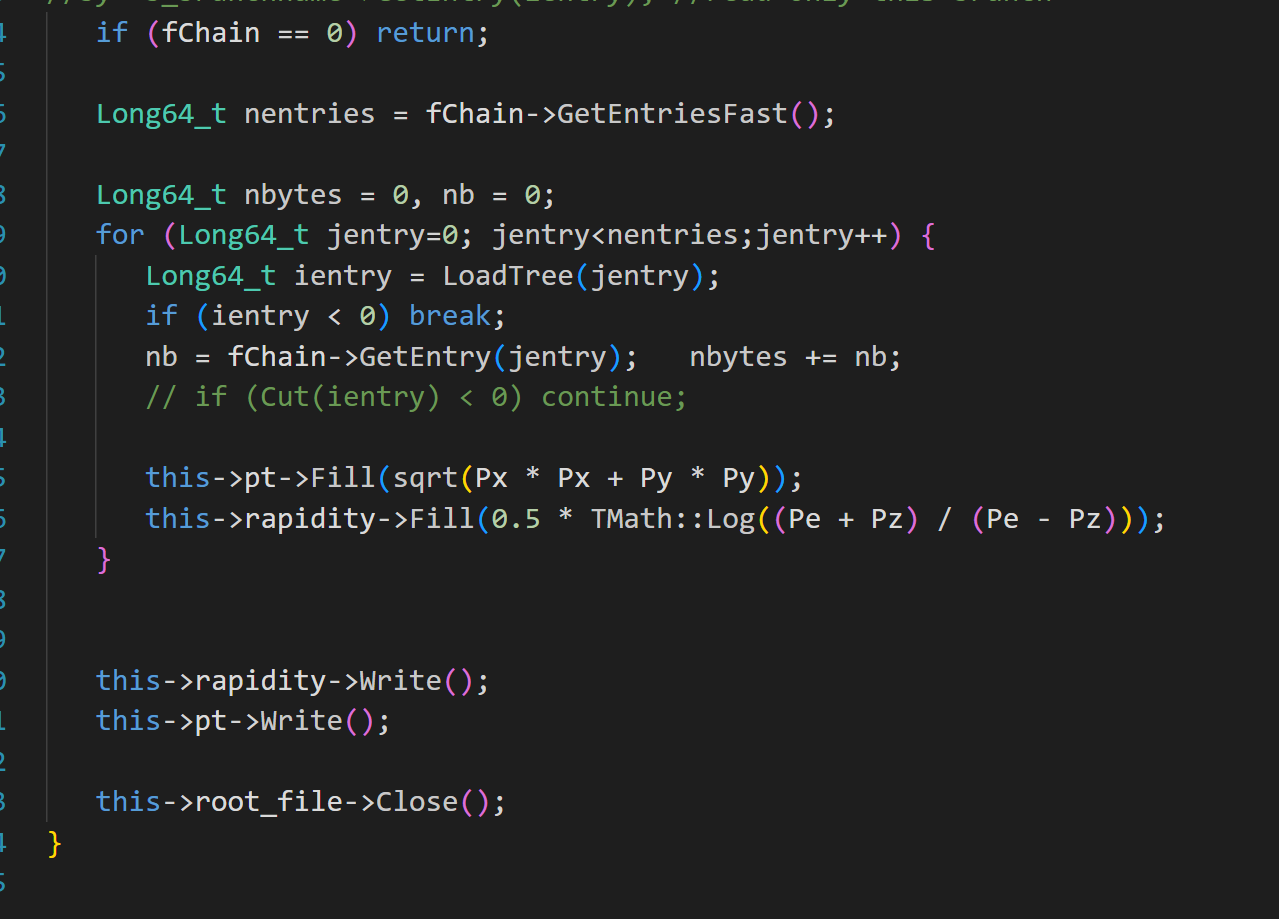 if (fChain == 0) return;
Long64_t nentries = fChain->GetEntriesFast();
Long64_t nbytes = 0, nb = 0;
for (Long64_t jentry=0; jentry<nentries;jentry++) {
Long64_t ientry = LoadTree(jentry);
if (ientry < 0) break;
nb = fChain->GetEntry(jentry);   nbytes += nb;
// if (Cut(ientry) < 0) continue;
this->pt->Fill(sqrt(Px * Px + Py * Py));
this->rapidity->Fill(0.5 * TMath::Log((Pe + Pz) / (Pe - Pz)));
}
this->rapidity->Write();
this->pt->Write();
this->root_file->Close();
}